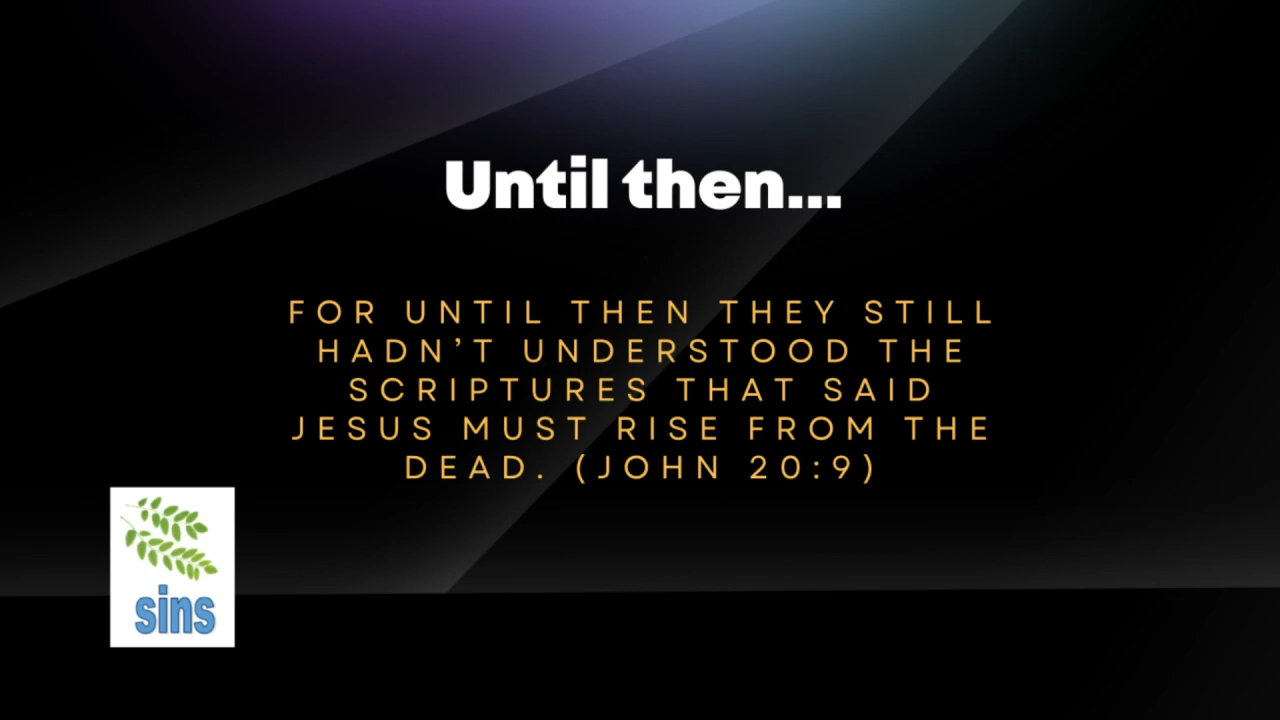 Until then...
FOR UNTIL THEN THEY STILL
HADN’T UNDERSTOOD THE
SCRIPTURES THAT SAID
JESUS MUST RISE FROM THE
DEAD. (JOHN 20:9)
sins